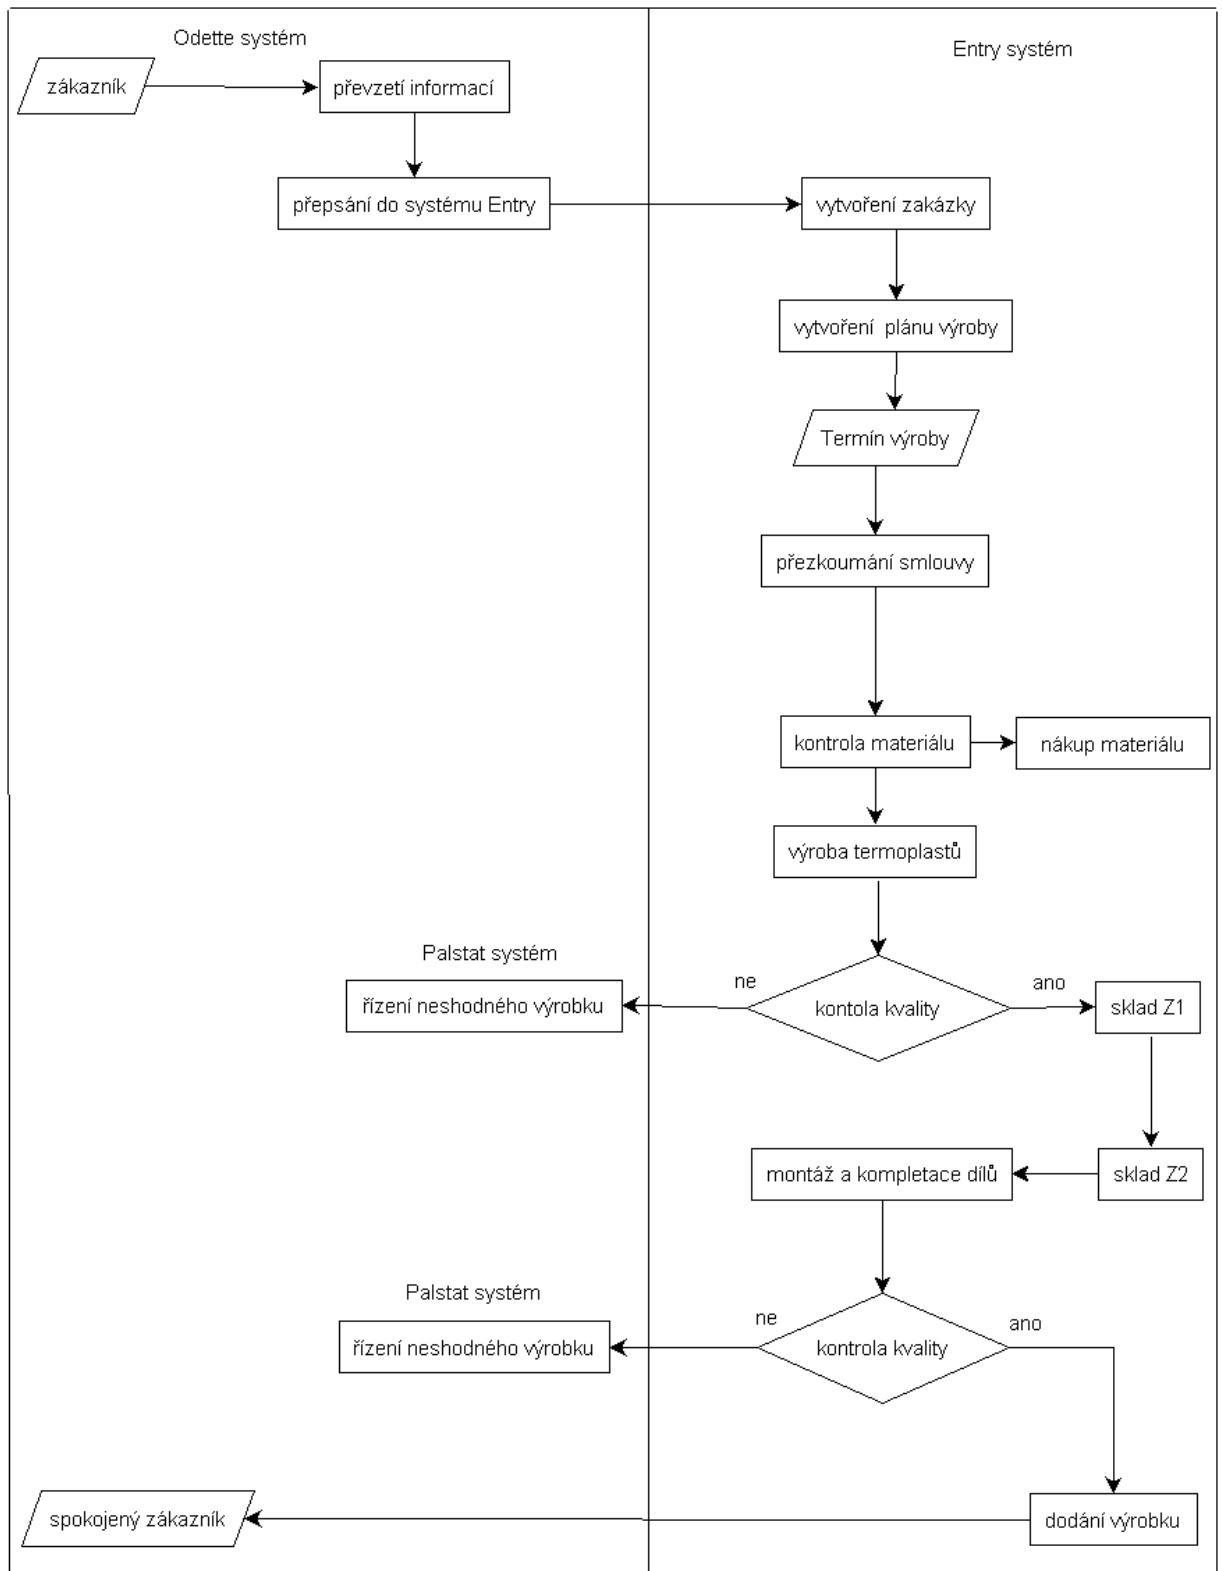 Odette systém
Entry systém
zákazník
převzetí informací
přepsání do systému Entry
vytvoření zakázky
vytvoření plánu výroby
Termín výroby
přezkoumání smlouvy
kontrola materiálu
nákup materiálu
výroba termoplastů
Palstat systém
ne
ano
řízení neshodného výrobku
kontola kvality
sklad Z1
montáž a kompletace dílů
sklad Z2
Palstat systém
ne
ano
řízení neshodného výrobku
kontrola kvality
spokojený zákazník
dodání výrobku